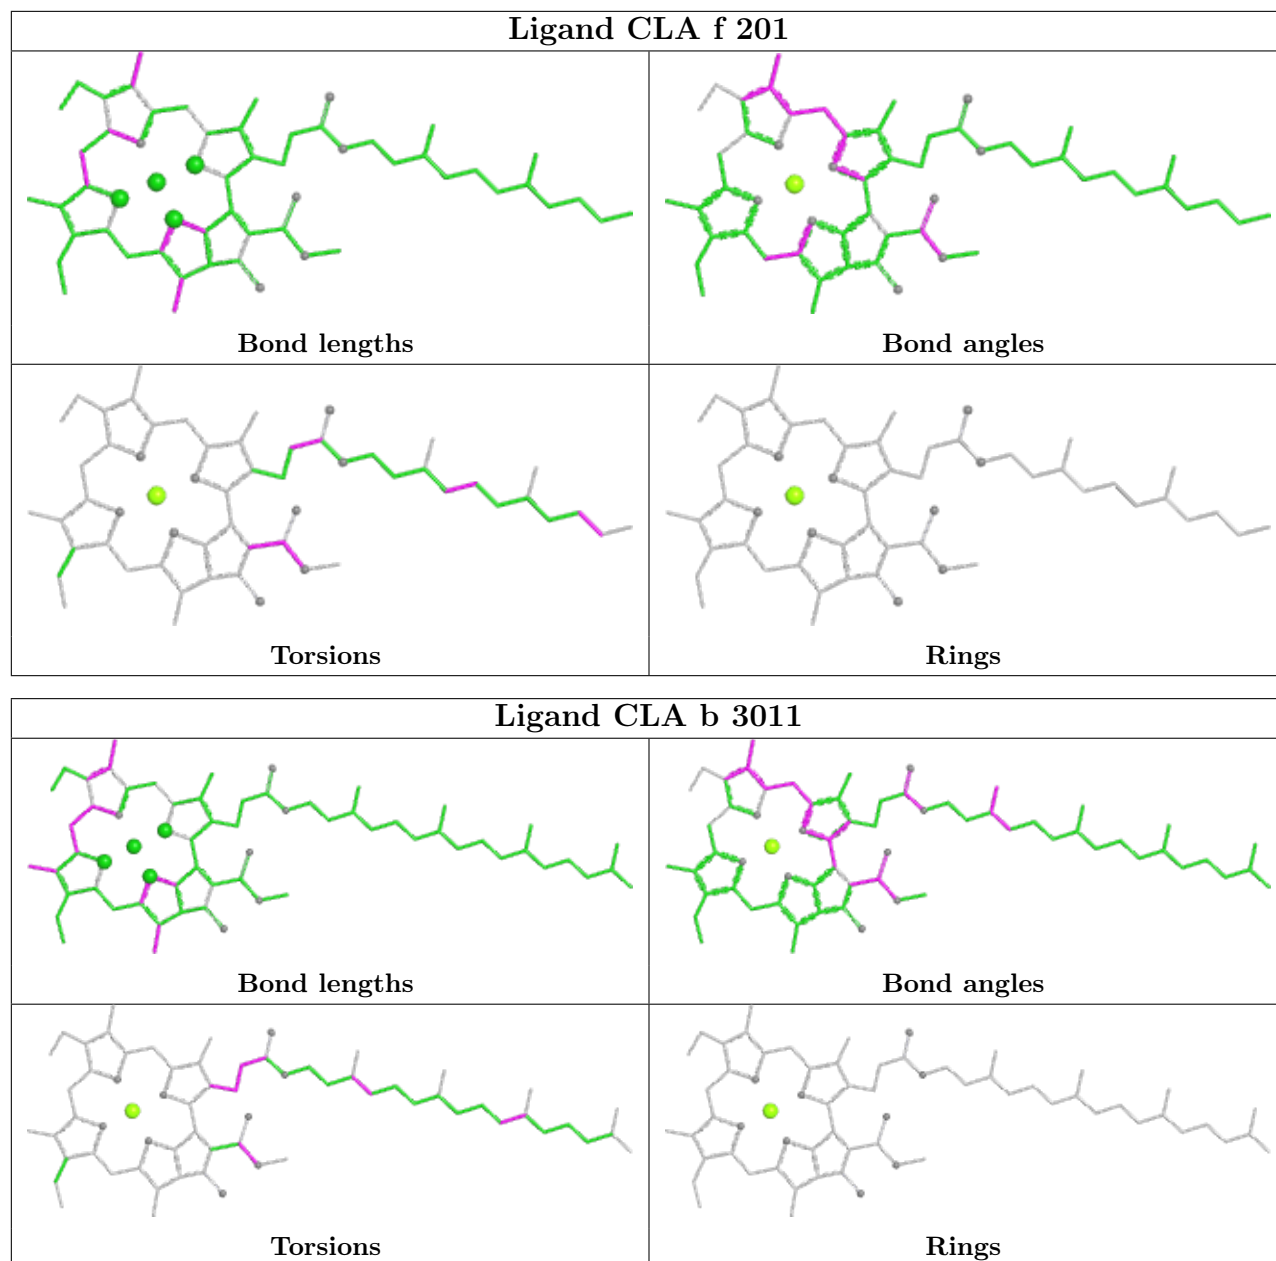 Ligand CLA f 201
Bond lengths
Bond angles
Torsions
Rings
Ligand CLA b 3011
Bond lengths
Bond angles
Torsions
Rings